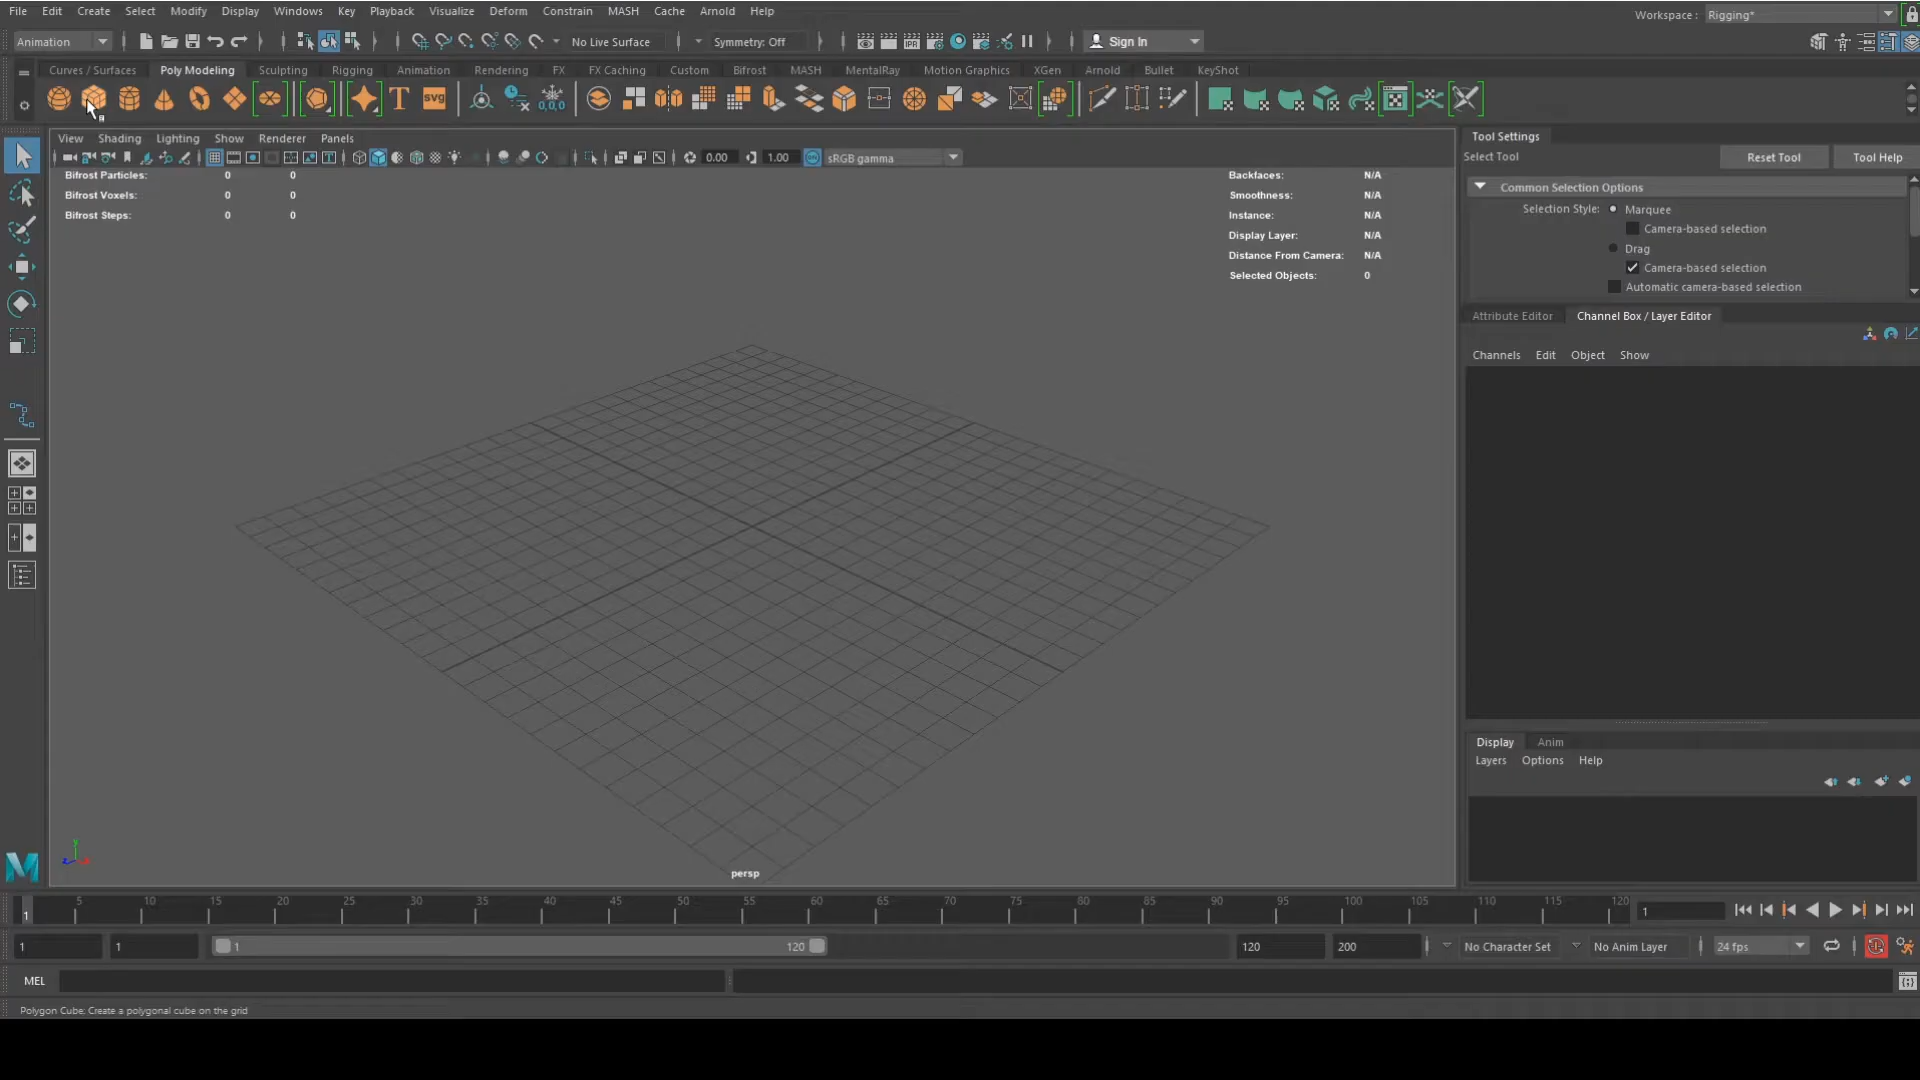 File Edit Create Select Modify Display Windows Key Playback Visualize Deform Constrain MASH Cache Arnold Help
Workspace : Rigging*
Animation
No Live Surface
Symmetry: Off
Sign In
Curves / Surfaces Poly Modeling Sculpting Rigging Animation Rendering FX FX Caching Custom Bifrost MASH MentalRay Motion Graphics XGen Arnold Bullet KeyShot
T svg 0,0,0
View Shading Lighting Show Renderer Panels
0.00 1.00 sRGB gamma
Bifrost Particles: 0 0
Bifrost Voxels: 0 0
Bifrost Steps: 0 0
Backfaces: N/A
Smoothness: N/A
Instance: N/A
Display Layer: N/A
Distance From Camera: N/A
Selected Objects: 0
persp
y
z
Tool Settings
Select Tool
Reset Tool Tool Help
Common Selection Options
Selection Style: Marquee
Camera-based selection
Drag
Camera-based selection
Automatic camera-based selection
Attribute Editor Channel Box / Layer Editor
Channels Edit Object Show
Display Anim
Layers Options Help
1 5 10 15 20 25 30 35 40 45 50 55 60 65 70 75 80 85 90 95 100 105 110 115 120
1
1 1 1 120 120 200 No Character Set No Anim Layer 24 fps
MEL
Polygon Cube: Create a polygonal cube on the grid